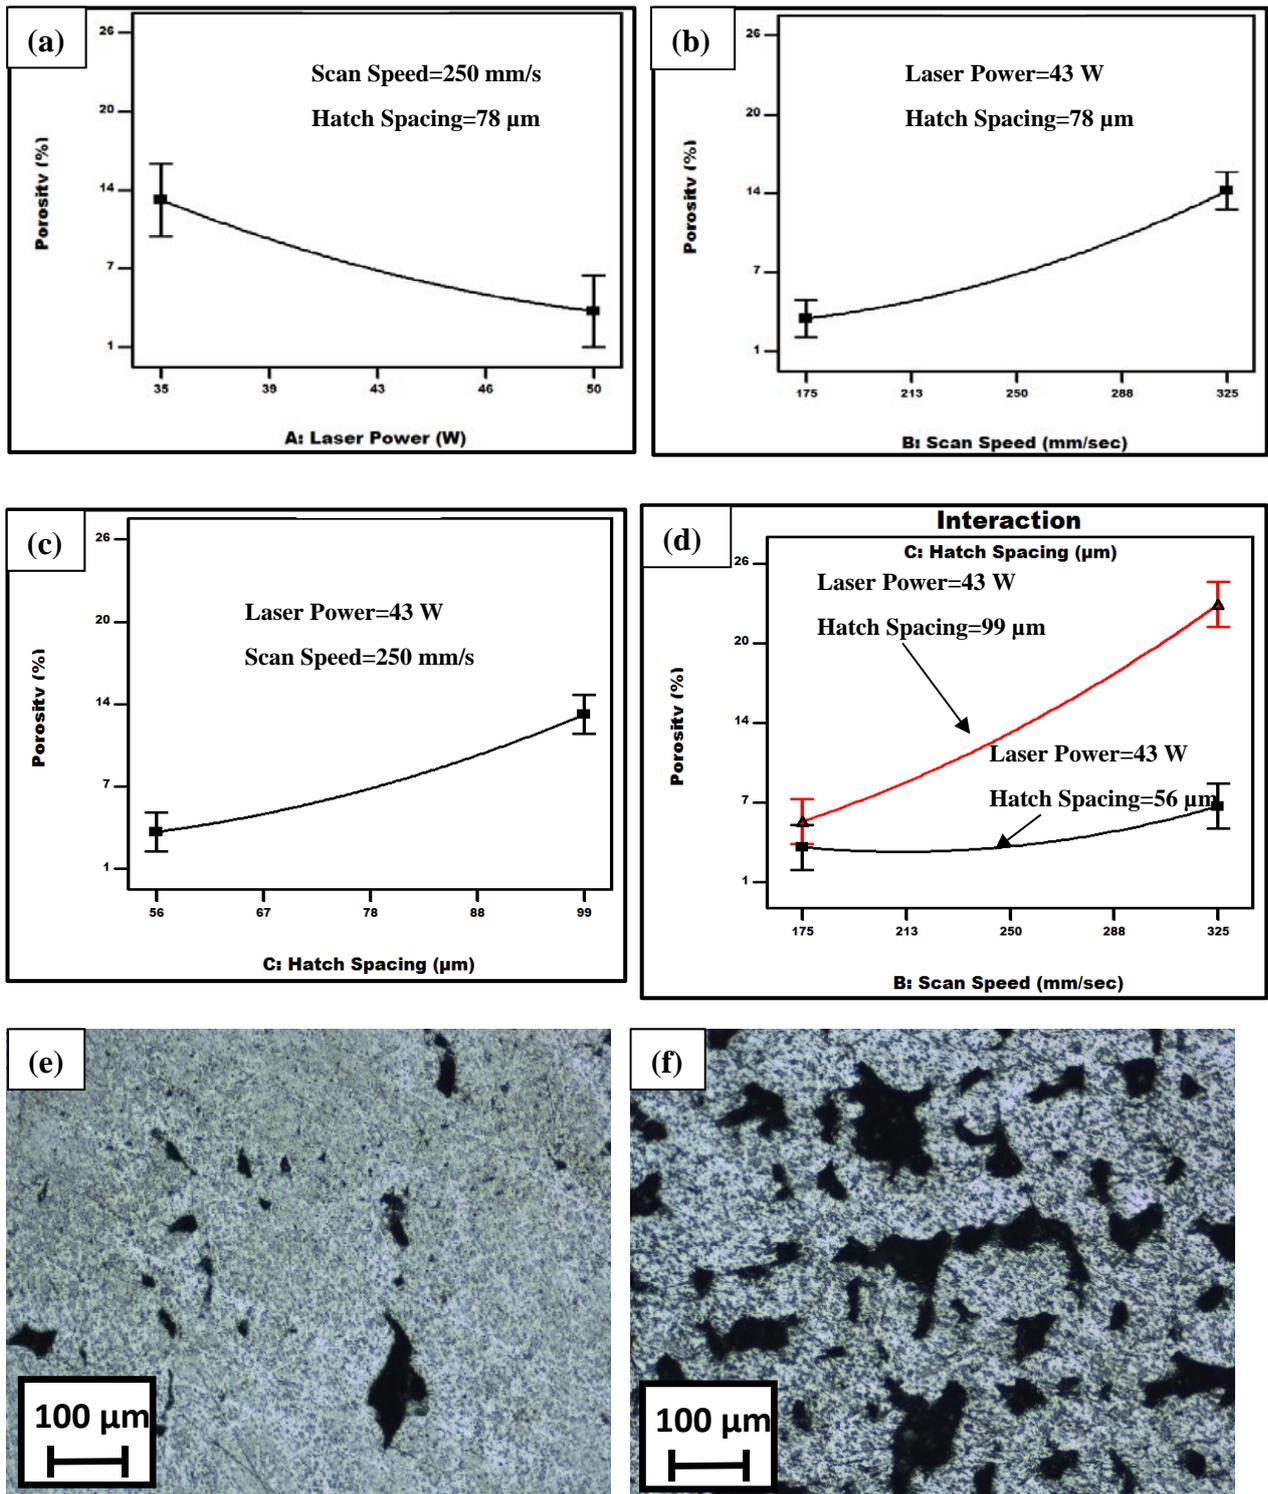 (a)
26
20
14
7
1
Porosity (%)
Scan Speed=250 mm/s
Hatch Spacing=78 µm
35 39 43 46 50
A: Laser Power (W)
(b)
26
20
14
7
1
Porosity (%)
Laser Power=43 W
Hatch Spacing=78 µm
175 213 250 288 325
B: Scan Speed (mm/sec)
(c)
26
20
14
7
1
Porosity (%)
Laser Power=43 W
Scan Speed=250 mm/s
56 67 78 88 99
C: Hatch Spacing (µm)
(d)
Interaction
C: Hatch Spacing (µm)
26
20
14
7
1
Porosity (%)
Laser Power=43 W
Hatch Spacing=99 µm
Laser Power=43 W
Hatch Spacing=56 µm
175 213 250 288 325
B: Scan Speed (mm/sec)
(e)
100 µm
(f)
100 µm